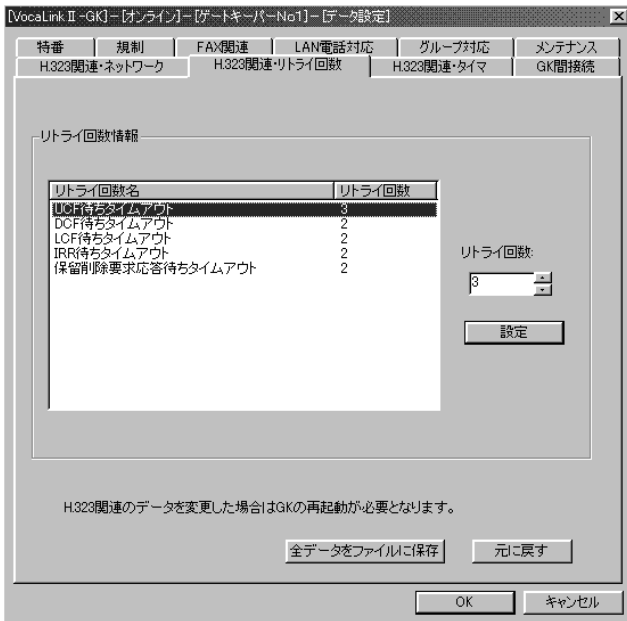 [VocaLinkⅡ-GK]-[オンライン]-[ゲートキーパーNo1]-[データ設定]
特番 規制 FAX関連 LAN電話対応 グループ対応 メンテナンス
H.323関連・ネットワーク H.323関連・リトライ回数 H.323関連・タイマ GK間接続
リトライ回数情報
リトライ回数名 リトライ回数
UCF待ちタイムアウト 3
DCF待ちタイムアウト 2
LCF待ちタイムアウト 2
IRR待ちタイムアウト 2
保留削除要求応答待ちタイムアウト 2
リトライ回数:
3
設定
H.323関連のデータを変更した場合はGKの再起動が必要となります。
全データをファイルに保存 元に戻す
OK キャンセル